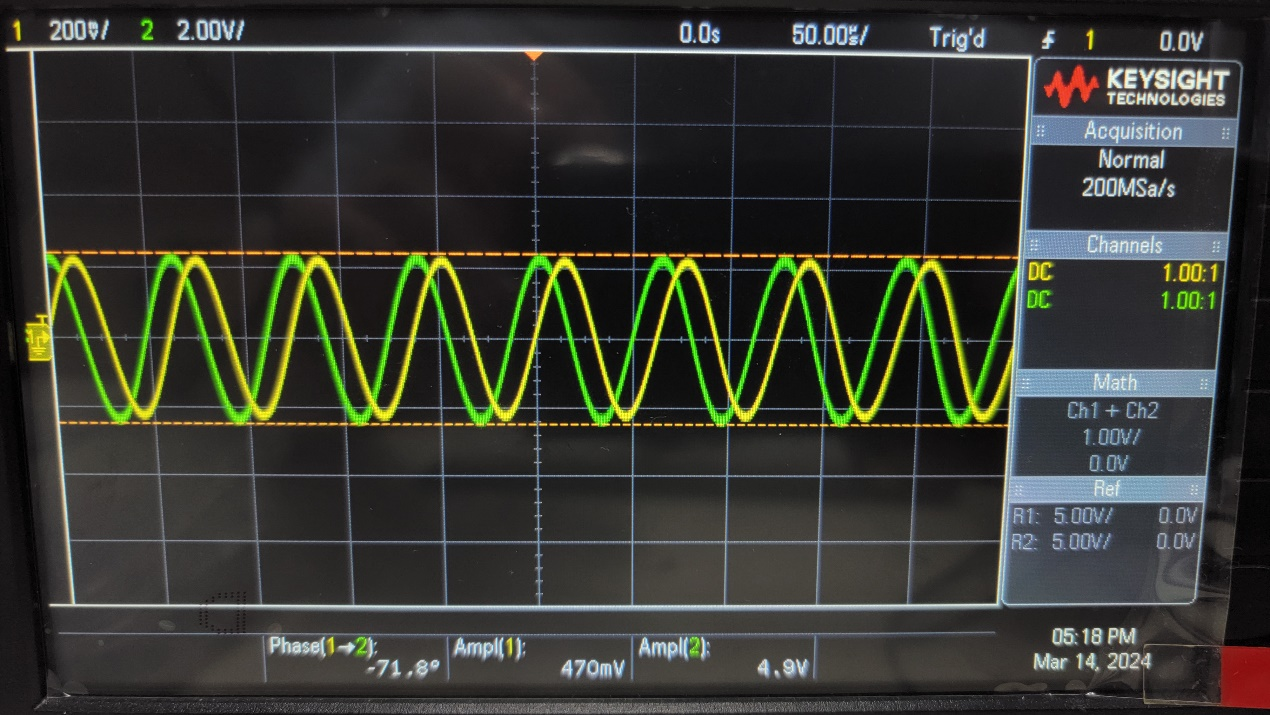 1 200mV/ 2 2.00V/ 0.0s 50.00us/ Trig'd 1 0.0V
KEYSIGHT
TECHNOLOGIES
Acquisition
Normal
200MSa/s
Channels
DC 1.00:1
DC 1.00:1
Math
Ch1 + Ch2
1.00V/
0.0V
Ref
R1: 5.00V/ 0.0V
R2: 5.00V/ 0.0V
Phase(1→2): Ampl(1): Ampl(2):
-71.8° 470mV 4.9V
05:18 PM
Mar 14, 2024